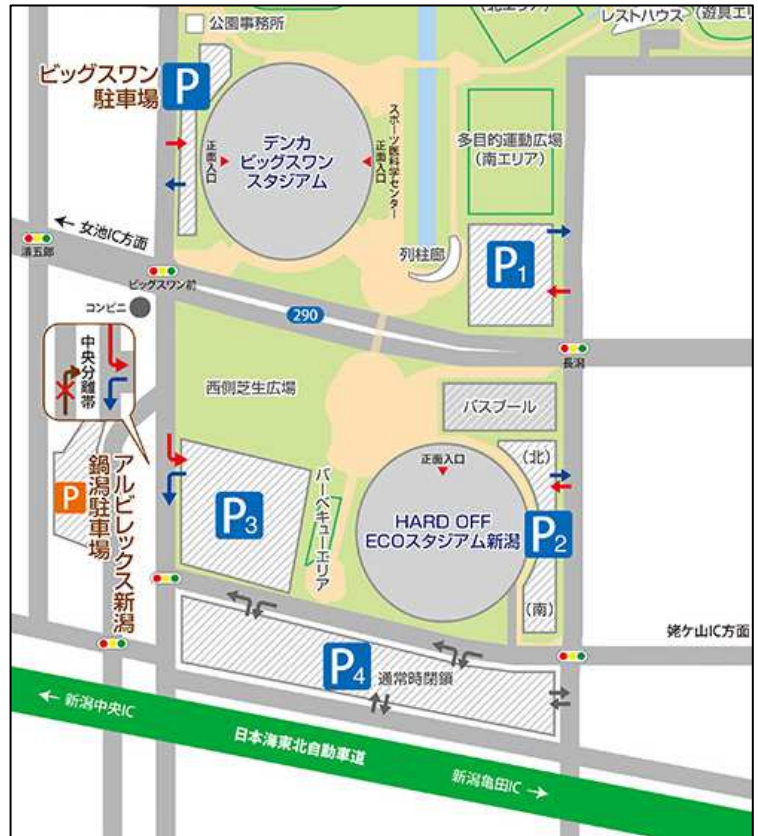 (北エリア)
レストハウス
(遊具エリ
公園事務所
ビッグスワン
駐車場
P
デンカ
ビッグスワン
スタジアム
正面入口
正面入口
スポーツ医科学センター
多目的運動広場
(南エリア)
← 女池IC方面
清五郎
ビッグスワン前
コンビニ
列柱廊
P1
290
長潟
中央分離帯
西側芝生広場
バスプール
P
アルビレックス新潟
鍋潟駐車場
P3
バーベキューエリア
正面入口
HARD OFF
ECOスタジアム新潟
(北)
P2
(南)
姥ケ山IC方面
P4
通常時閉鎖
← 新潟中央IC
日本海東北自動車道
新潟亀田IC →